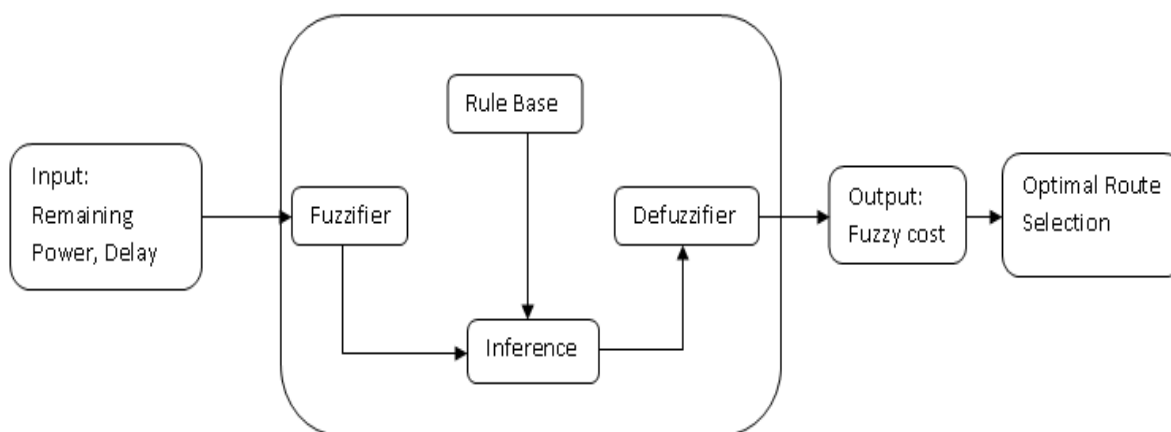 Input:
Remaining
Power, Delay
Fuzzifier
Rule Base
Inference
Defuzzifier
Output:
Fuzzy cost
Optimal Route
Selection